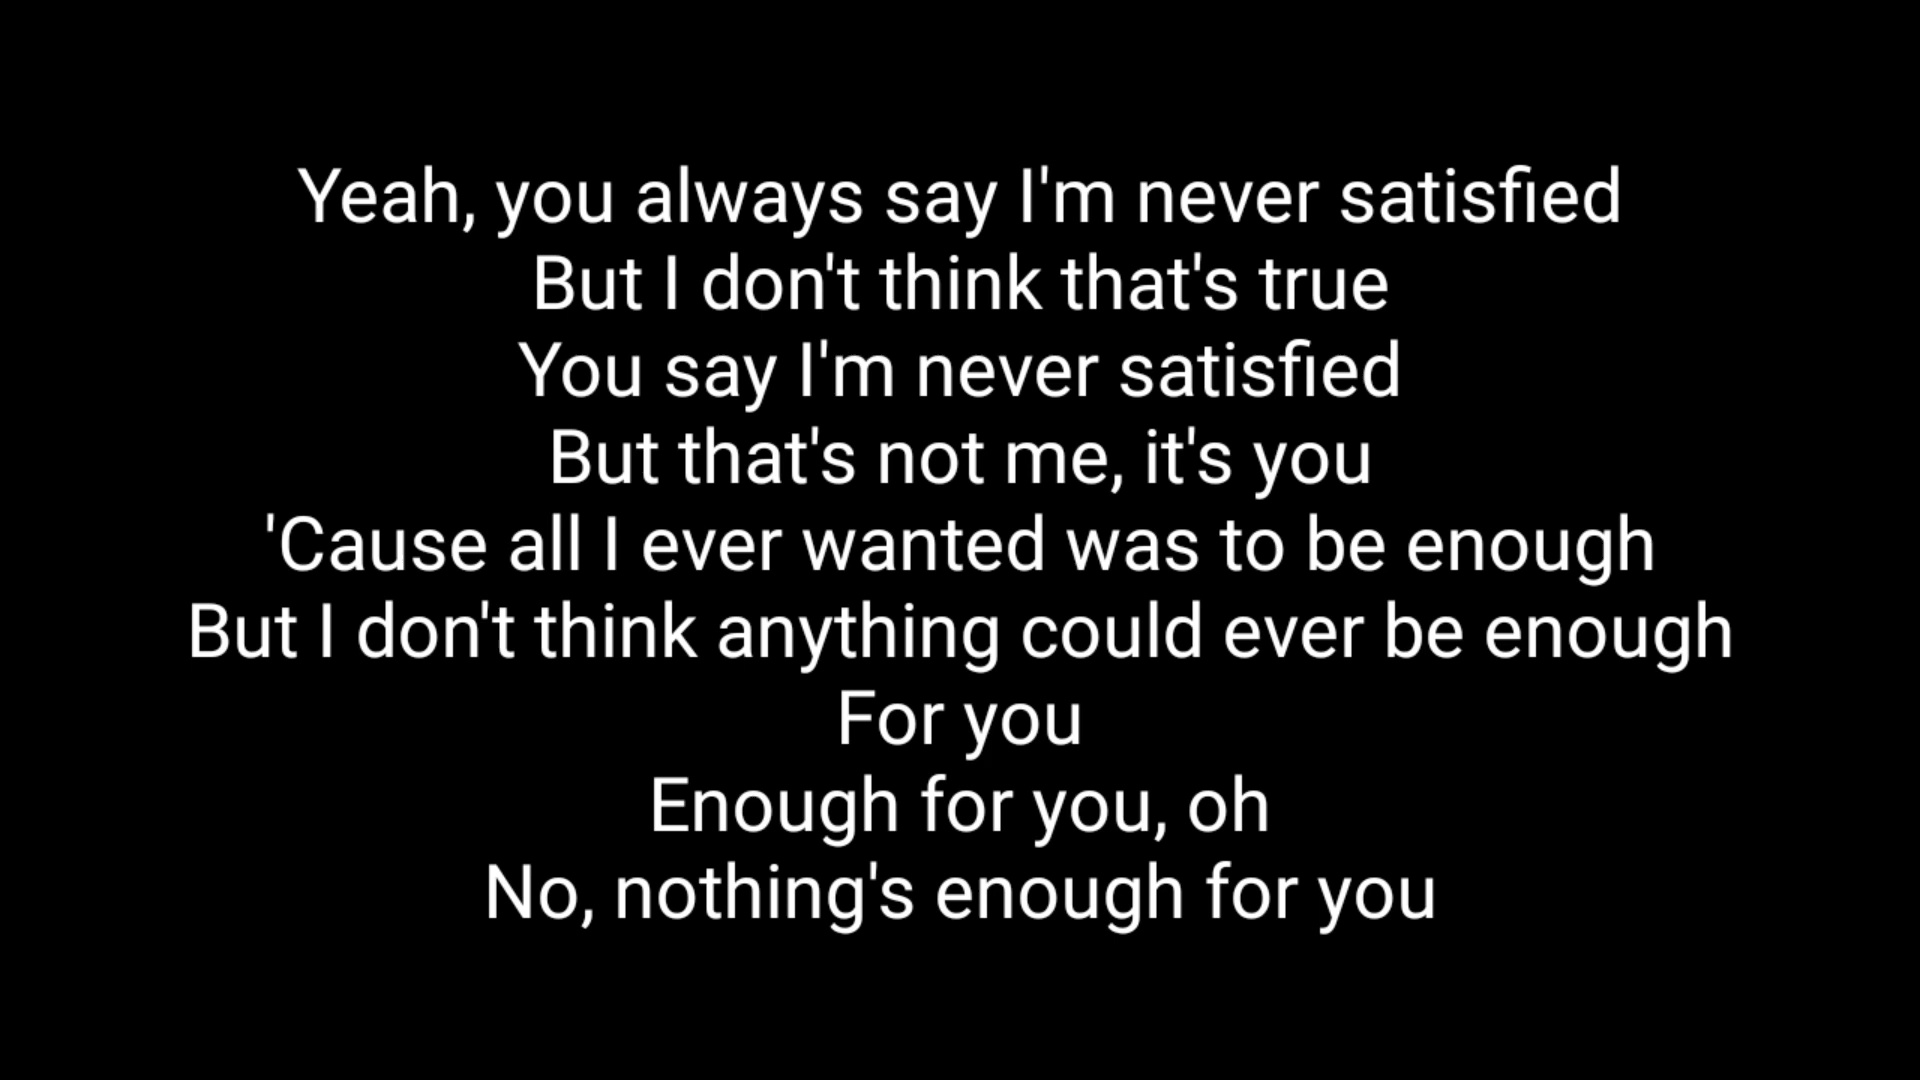 Yeah, you always say I'm never satisfied
But I don't think that's true
You say I'm never satisfied
But that's not me, it's you
'Cause all I ever wanted was to be enough
But I don't think anything could ever be enough
For you
Enough for you, oh
No, nothing's enough for you